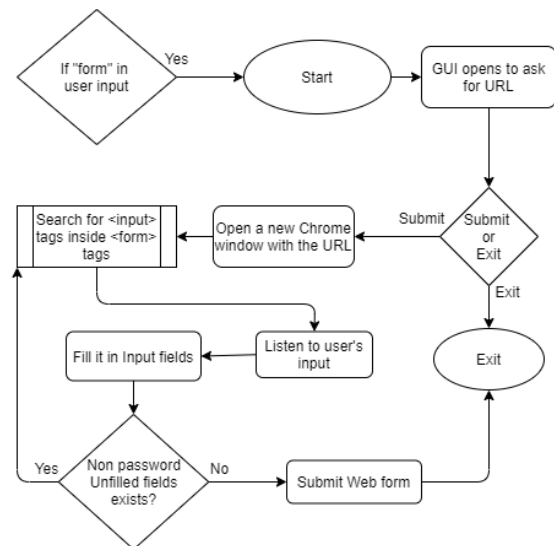 If "form" in
user input
Yes
Start
GUI opens to ask
for URL
Submit
or
Exit
Submit
Exit
Open a new Chrome
window with the URL
Search for <input>
tags inside <form>
tags
Listen to user's
input
Fill it in Input fields
Exit
Non password
Unfilled fields
exists?
Yes
No
Submit Web form